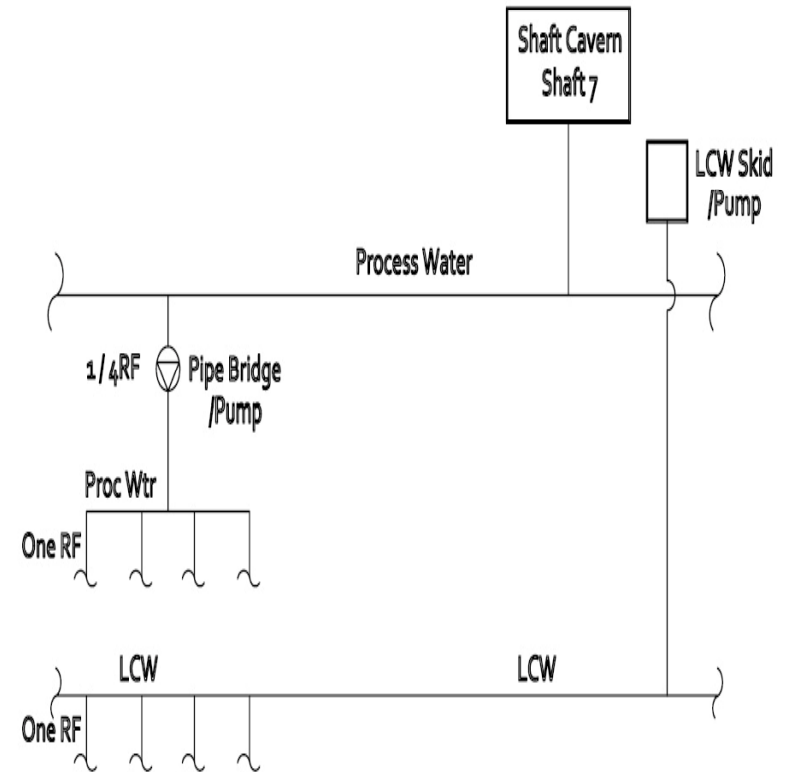 Shaft Cavern
Shaft 7
LCW Skid
/Pump
Process Water
1/4RF
Pipe Bridge
/Pump
Proc Wtr
One RF
LCW
LCW
One RF